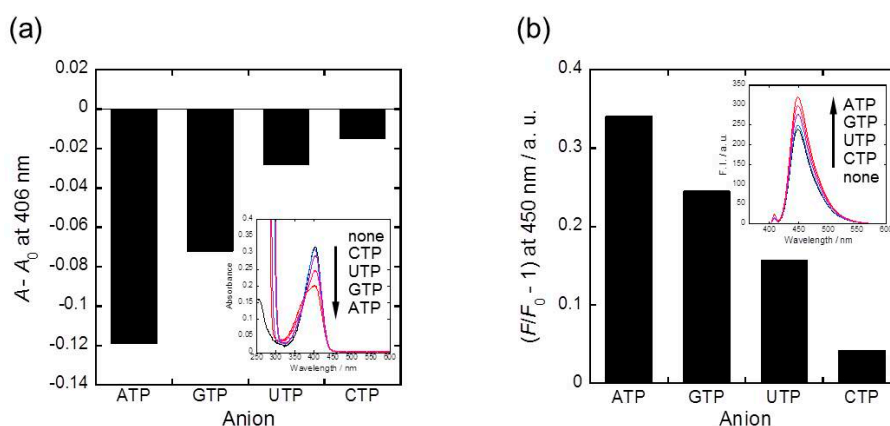 (a)
(b)
0.02
0
-0.02
-0.04
-0.06
-0.08
-0.1
-0.12
-0.14
A - A₀ at 406 nm
ATP GTP UTP CTP
Anion
0.4
0.35
0.3
0.25
0.2
0.15
0.1
0.05
0
Absorbance
250 300 350 400 450 500 550 600
Wavelength / nm
none
CTP
UTP
GTP
ATP
0.4
0.3
0.2
0.1
0
(F/F₀ − 1) at 450 nm / a. u.
ATP GTP UTP CTP
Anion
350
300
250
200
150
100
50
0
F. I. / a. u.
400 450 500 550 600
Wavelength / nm
ATP
GTP
UTP
CTP
none